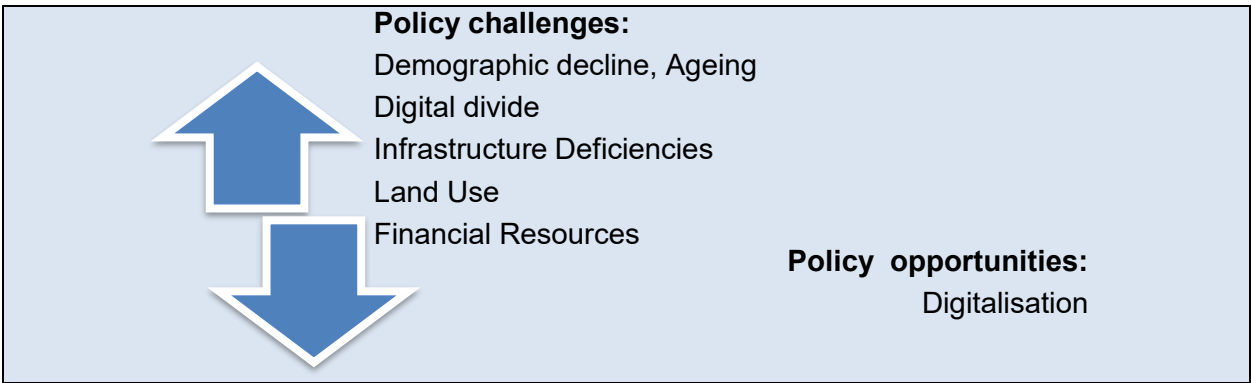 Policy challenges:
Demographic decline, Ageing
Digital divide
Infrastructure Deficiencies
Land Use
Financial Resources
Policy opportunities:
Digitalisation